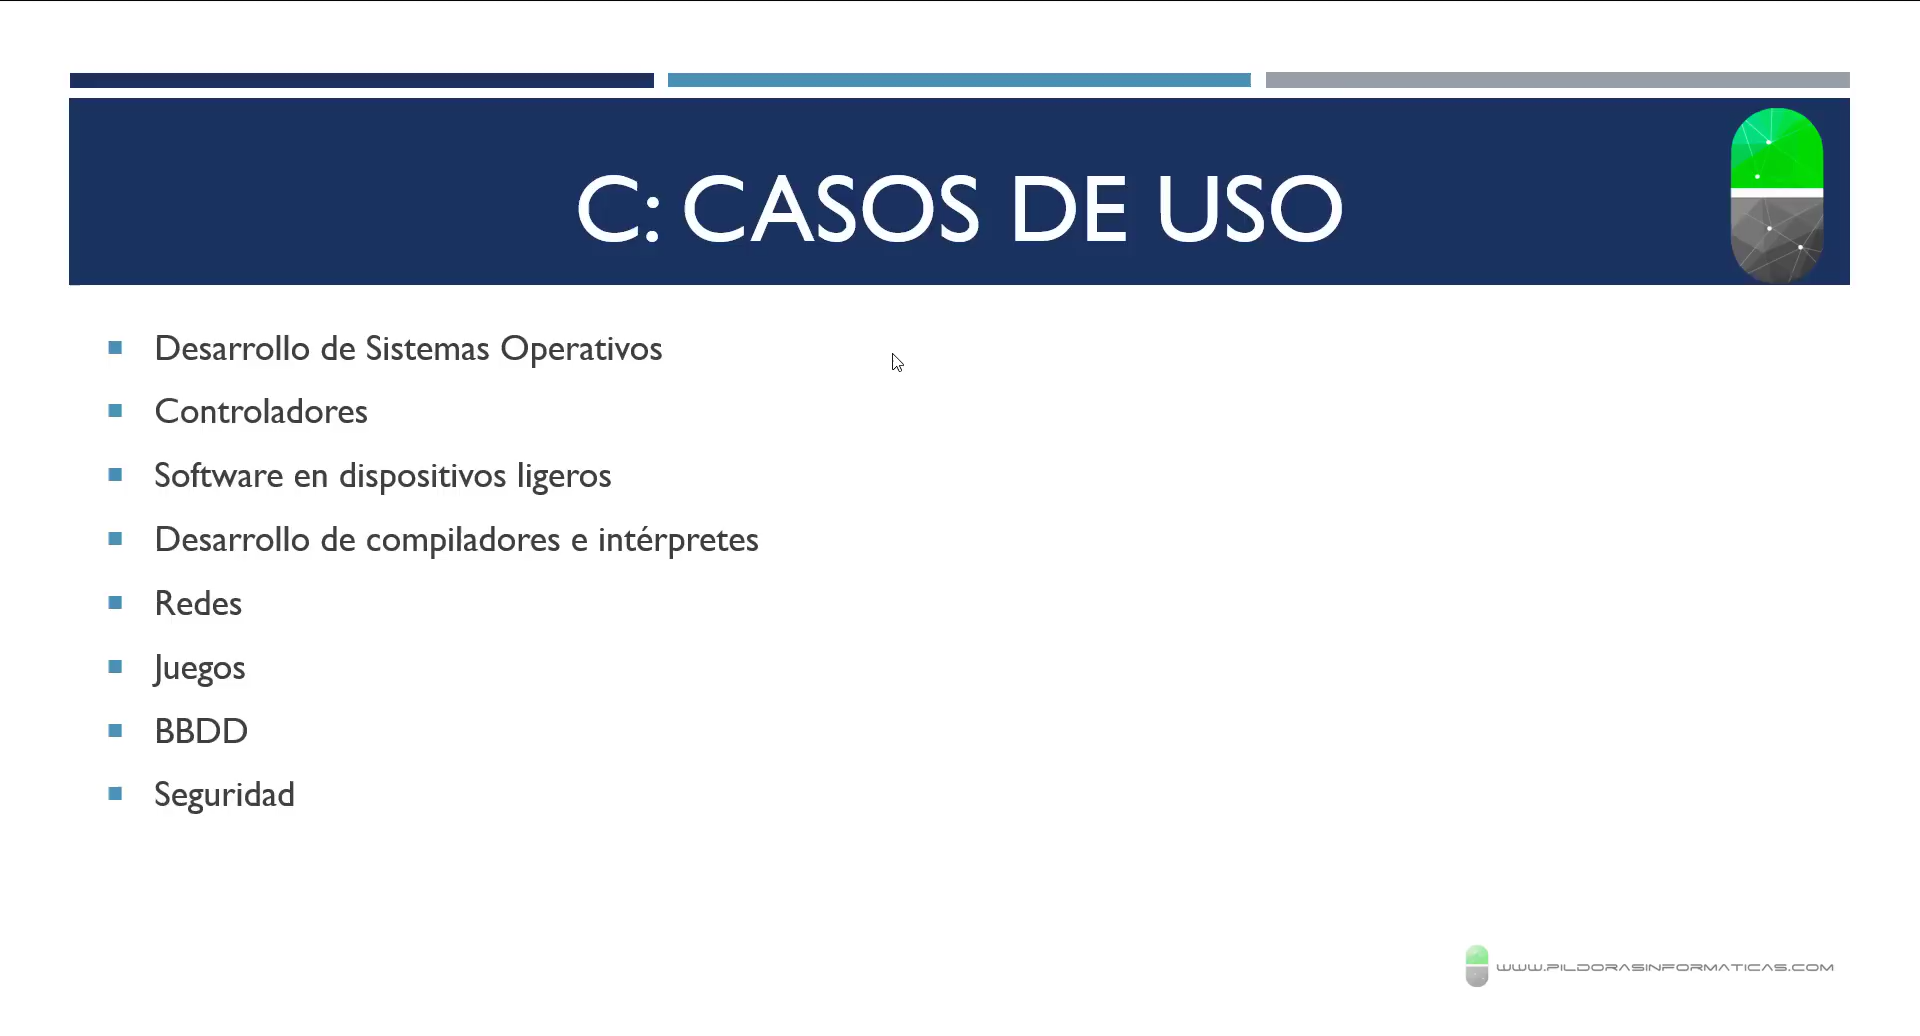 C: CASOS DE USO
Desarrollo de Sistemas Operativos
Controladores
Software en dispositivos ligeros
Desarrollo de compiladores e intérpretes
Redes
Juegos
BBDD
Seguridad
WWW.PILDORASINFORMATICAS.COM